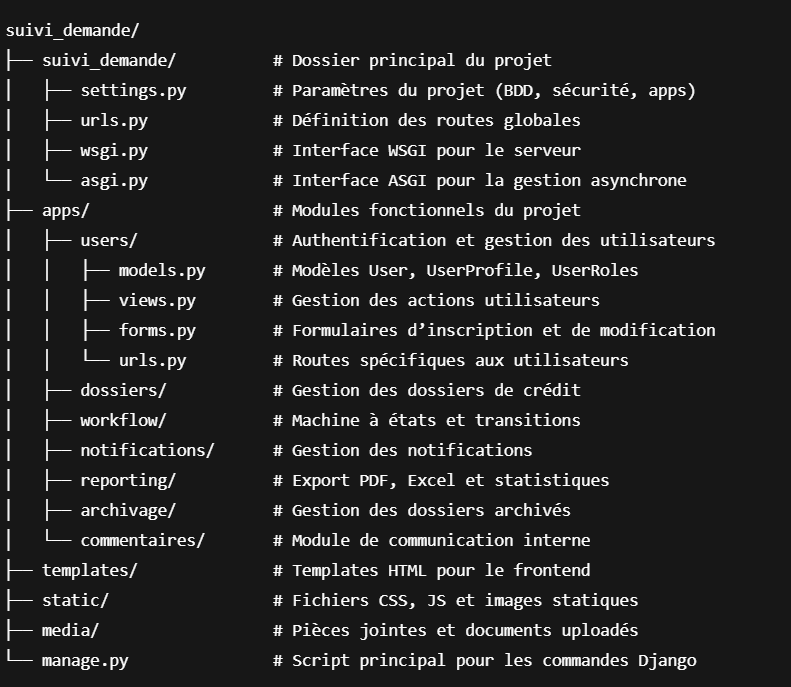 suivi_demande/
├── suivi_demande/          # Dossier principal du projet
│   ├── settings.py         # Paramètres du projet (BDD, sécurité, apps)
│   ├── urls.py             # Définition des routes globales
│   ├── wsgi.py             # Interface WSGI pour le serveur
│   └── asgi.py             # Interface ASGI pour la gestion asynchrone
├── apps/                   # Modules fonctionnels du projet
│   ├── users/              # Authentification et gestion des utilisateurs
│   │   ├── models.py       # Modèles User, UserProfile, UserRoles
│   │   ├── views.py        # Gestion des actions utilisateurs
│   │   ├── forms.py        # Formulaires d’inscription et de modification
│   │   └── urls.py         # Routes spécifiques aux utilisateurs
│   ├── dossiers/           # Gestion des dossiers de crédit
│   ├── workflow/           # Machine à états et transitions
│   ├── notifications/      # Gestion des notifications
│   ├── reporting/          # Export PDF, Excel et statistiques
│   ├── archivage/          # Gestion des dossiers archivés
│   └── commentaires/       # Module de communication interne
├── templates/              # Templates HTML pour le frontend
├── static/                 # Fichiers CSS, JS et images statiques
├── media/                  # Pièces jointes et documents uploadés
└── manage.py               # Script principal pour les commandes Django